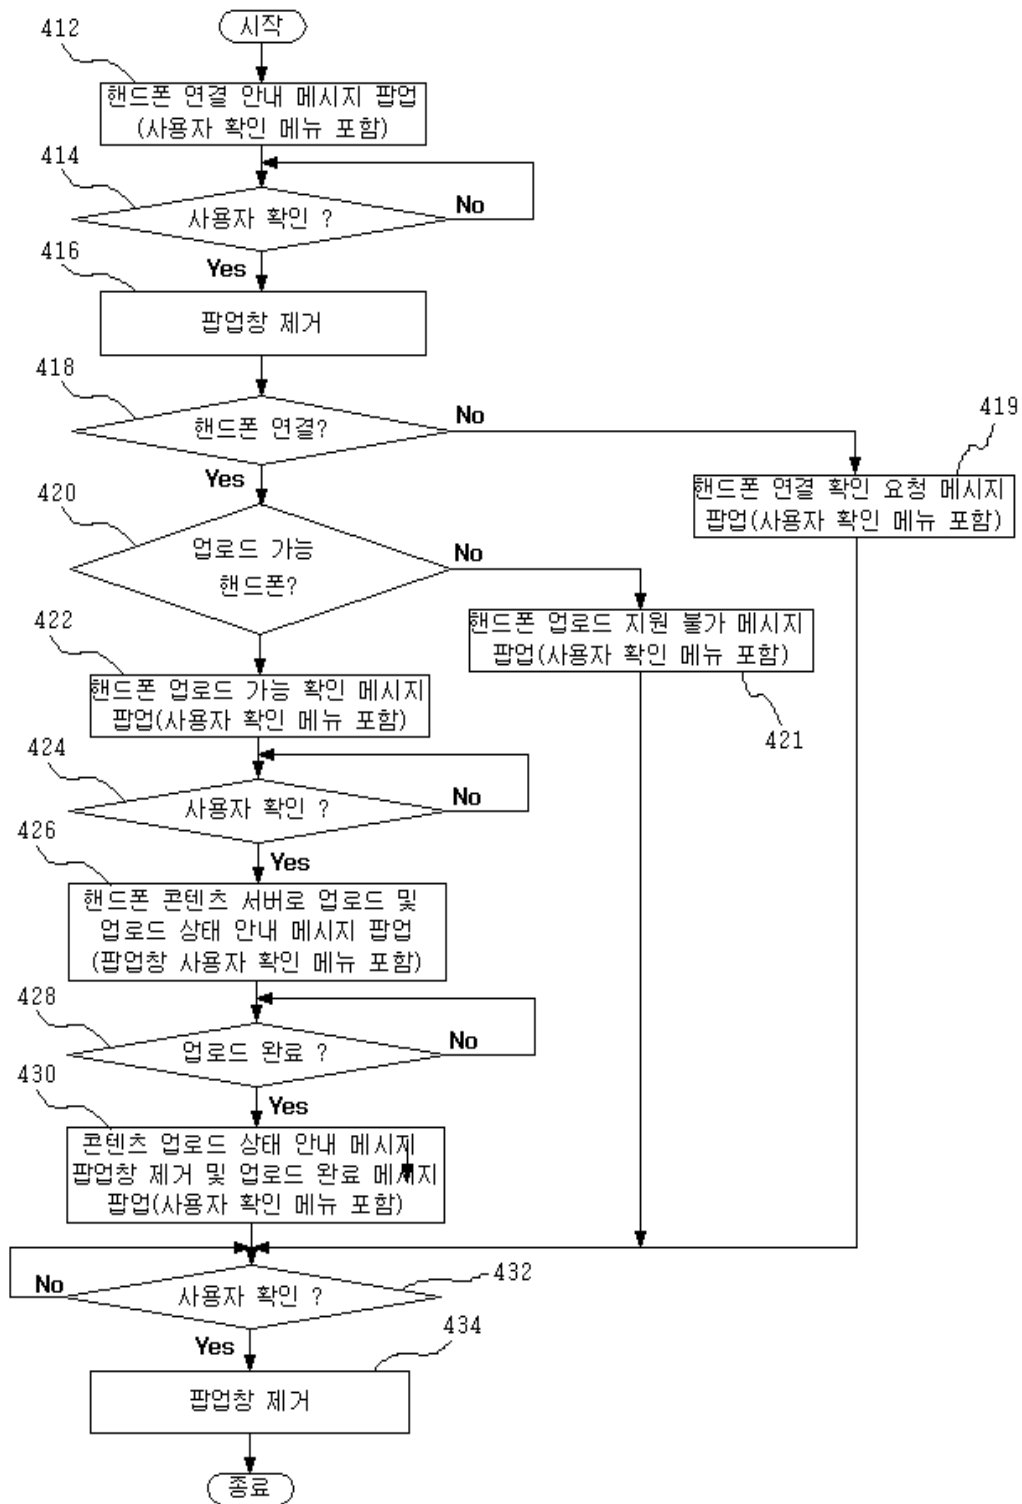 시작
412
핸드폰 연결 안내 메시지 팝업
(사용자 확인 메뉴 포함)
414
사용자 확인 ?
No
416
Yes
팝업창 제거
418
핸드폰 연결?
No
419
Yes
핸드폰 연결 확인 요청 메시지
팝업(사용자 확인 메뉴 포함)
420
업로드 가능
핸드폰?
No
핸드폰 업로드 지원 불가 메시지
팝업(사용자 확인 메뉴 포함)
421
422
핸드폰 업로드 가능 확인 메시지
팝업(사용자 확인 메뉴 포함)
424
사용자 확인 ?
No
426
Yes
핸드폰 콘텐츠 서버로 업로드 및
업로드 상태 안내 메시지 팝업
(팝업창 사용자 확인 메뉴 포함)
428
업로드 완료 ?
No
430
Yes
콘텐츠 업로드 상태 안내 메시지
팝업창 제거 및 업로드 완료 메시지
팝업(사용자 확인 메뉴 포함)
No
사용자 확인 ?
432
Yes
434
팝업창 제거
종료